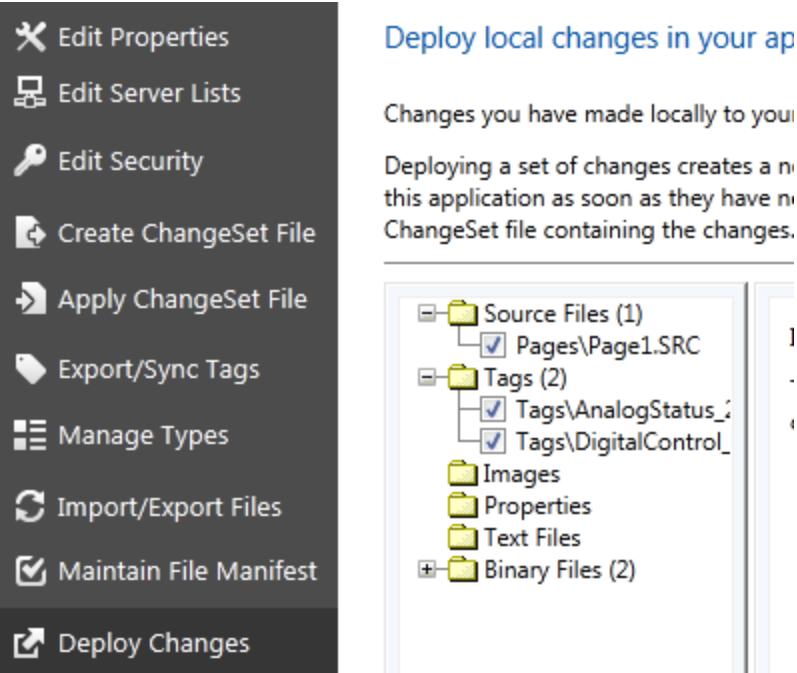 Edit Properties
Edit Server Lists
Edit Security
Create ChangeSet File
Apply ChangeSet File
Export/Sync Tags
Manage Types
Import/Export Files
Maintain File Manifest
Deploy Changes
Deploy local changes in your ap
Changes you have made locally to your
Deploying a set of changes creates a n
this application as soon as they have n
ChangeSet file containing the changes.
Source Files (1)
Pages\Page1.SRC
Tags (2)
Tags\AnalogStatus_2
Tags\DigitalControl_
Images
Properties
Text Files
Binary Files (2)